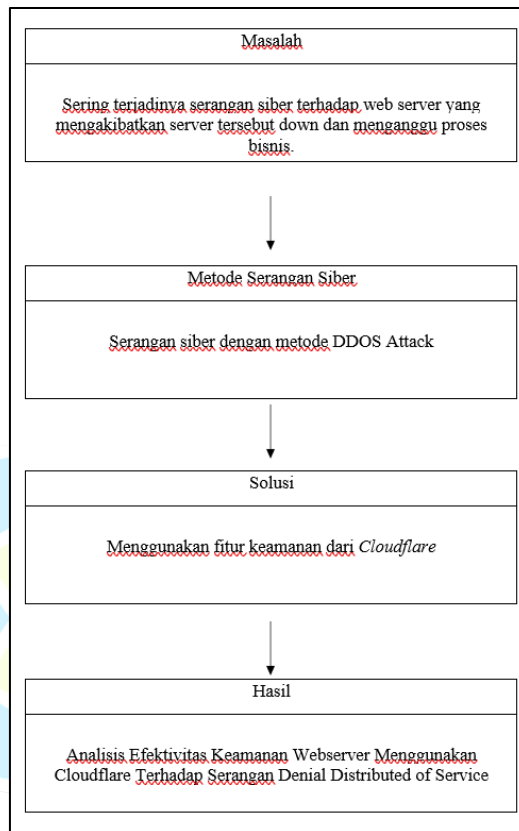 Masalah
Sering terjadinya serangan siber terhadap web server yang
mengakibatkan server tersebut down dan menganggu proses
bisnis.
Metode Serangan Siber
Serangan siber dengan metode DDOS Attack
Solusi
Menggunakan fitur keamanan dari Cloudflare
Hasil
Analisis Efektivitas Keamanan Webserver Menggunakan
Cloudflare Terhadap Serangan Denial Distributed of Service